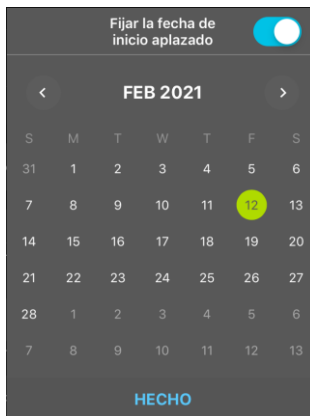 Fijar la fecha de
inicio aplazado
< FEB 2021 >
S M T W T F S
31 1 2 3 4 5 6
7 8 9 10 11 12 13
14 15 16 17 18 19 20
21 22 23 24 25 26 27
28 1 2 3 4 5 6
7 8 9 10 11 12 13
HECHO